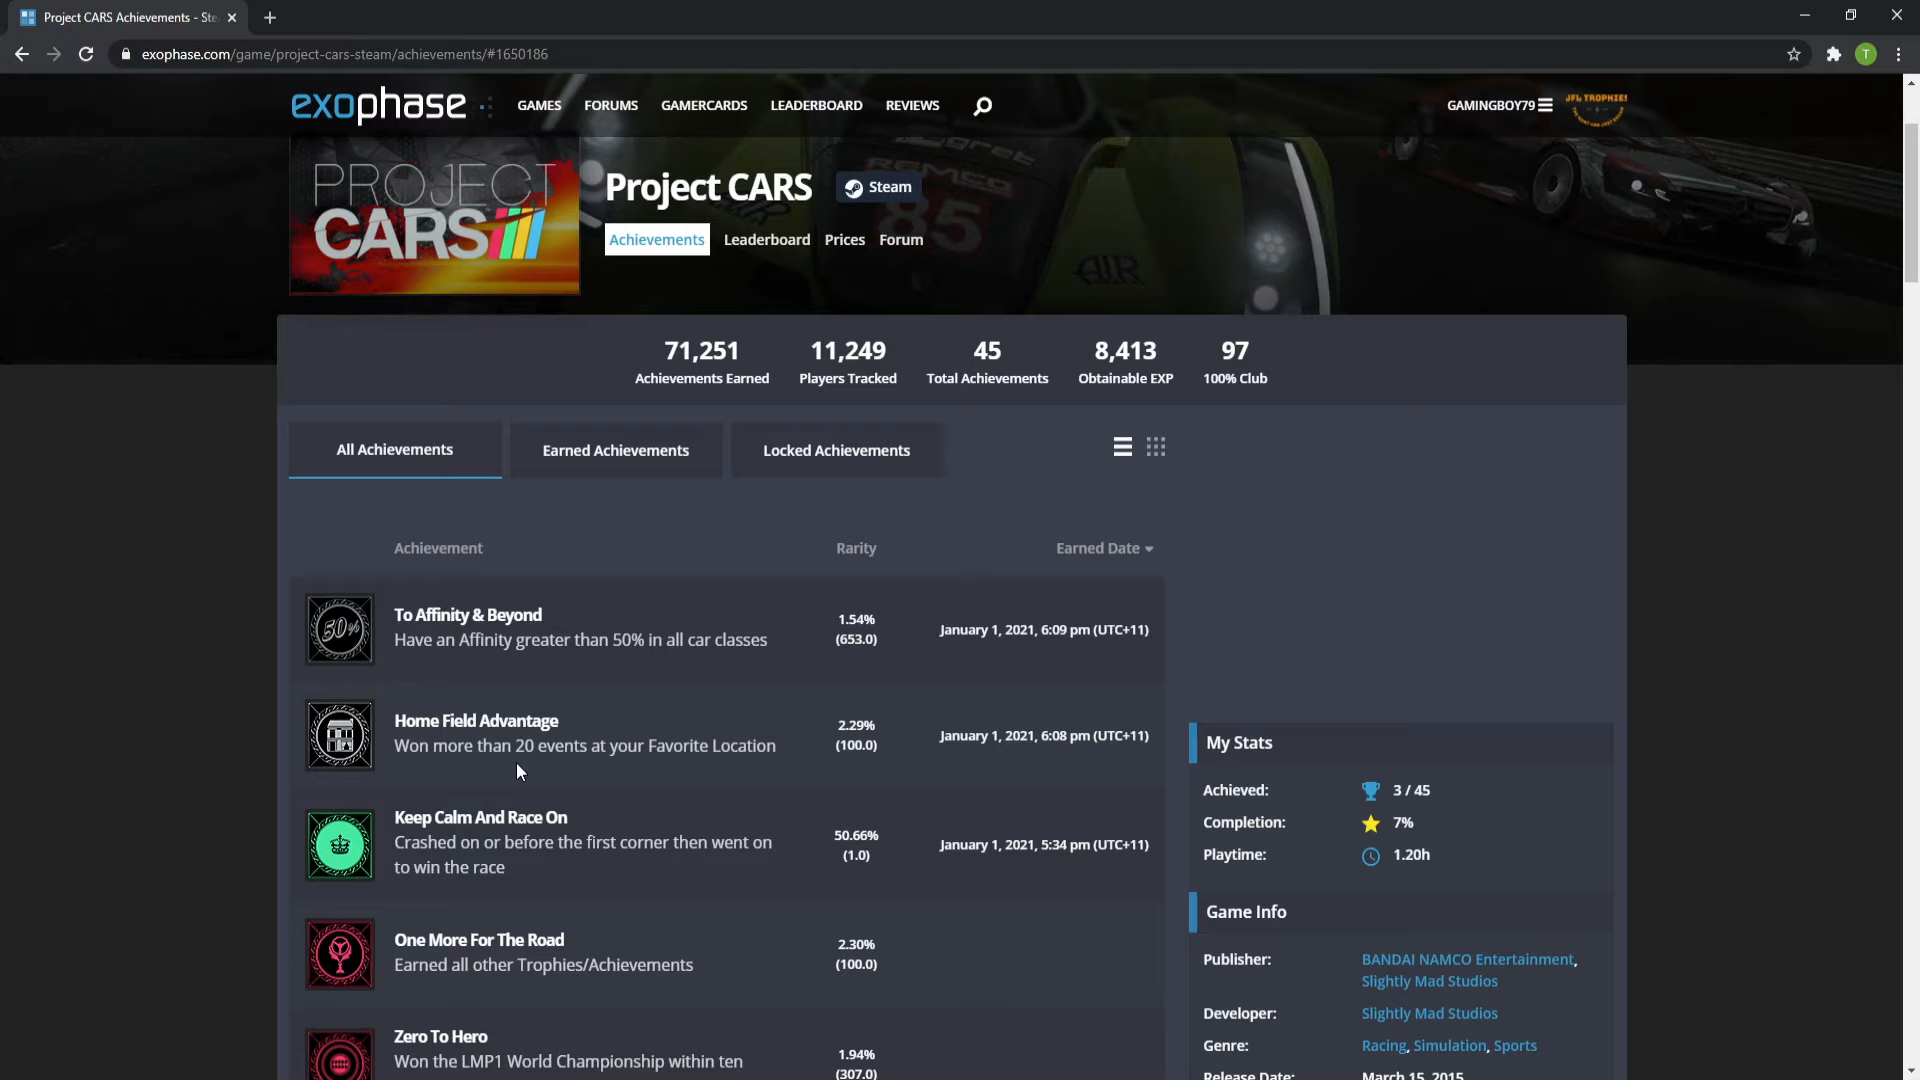 Project CARS Achievements - Ste
exophase.com/game/project-cars-steam/achievements/#1650186
T
exophase
GAMES
FORUMS
GAMERCARDS
LEADERBOARD
REVIEWS
GAMINGBOY79
JFL TROPHIES
PROJECT
CARS
Project CARS
Steam
REMCO
85
AIR
Achievements
Leaderboard
Prices
Forum
71,251
11,249
45
8,413
97
Achievements Earned
Players Tracked
Total Achievements
Obtainable EXP
100% Club
All Achievements
Earned Achievements
Locked Achievements
Achievement
Rarity
Earned Date
50%
To Affinity & Beyond
Have an Affinity greater than 50% in all car classes
1.54%
(653.0)
January 1, 2021, 6:09 pm (UTC+11)
Home Field Advantage
Won more than 20 events at your Favorite Location
2.29%
(100.0)
January 1, 2021, 6:08 pm (UTC+11)
Keep Calm And Race On
Crashed on or before the first corner then went on
to win the race
50.66%
(1.0)
January 1, 2021, 5:34 pm (UTC+11)
One More For The Road
Earned all other Trophies/Achievements
2.30%
(100.0)
Zero To Hero
Won the LMP1 World Championship within ten
1.94%
(307.0)
My Stats
Achieved:
3 / 45
Completion:
7%
Playtime:
1.20h
Game Info
Publisher:
BANDAI NAMCO Entertainment,
Slightly Mad Studios
Developer:
Slightly Mad Studios
Genre:
Racing, Simulation, Sports
Release Date:
March 15, 2015